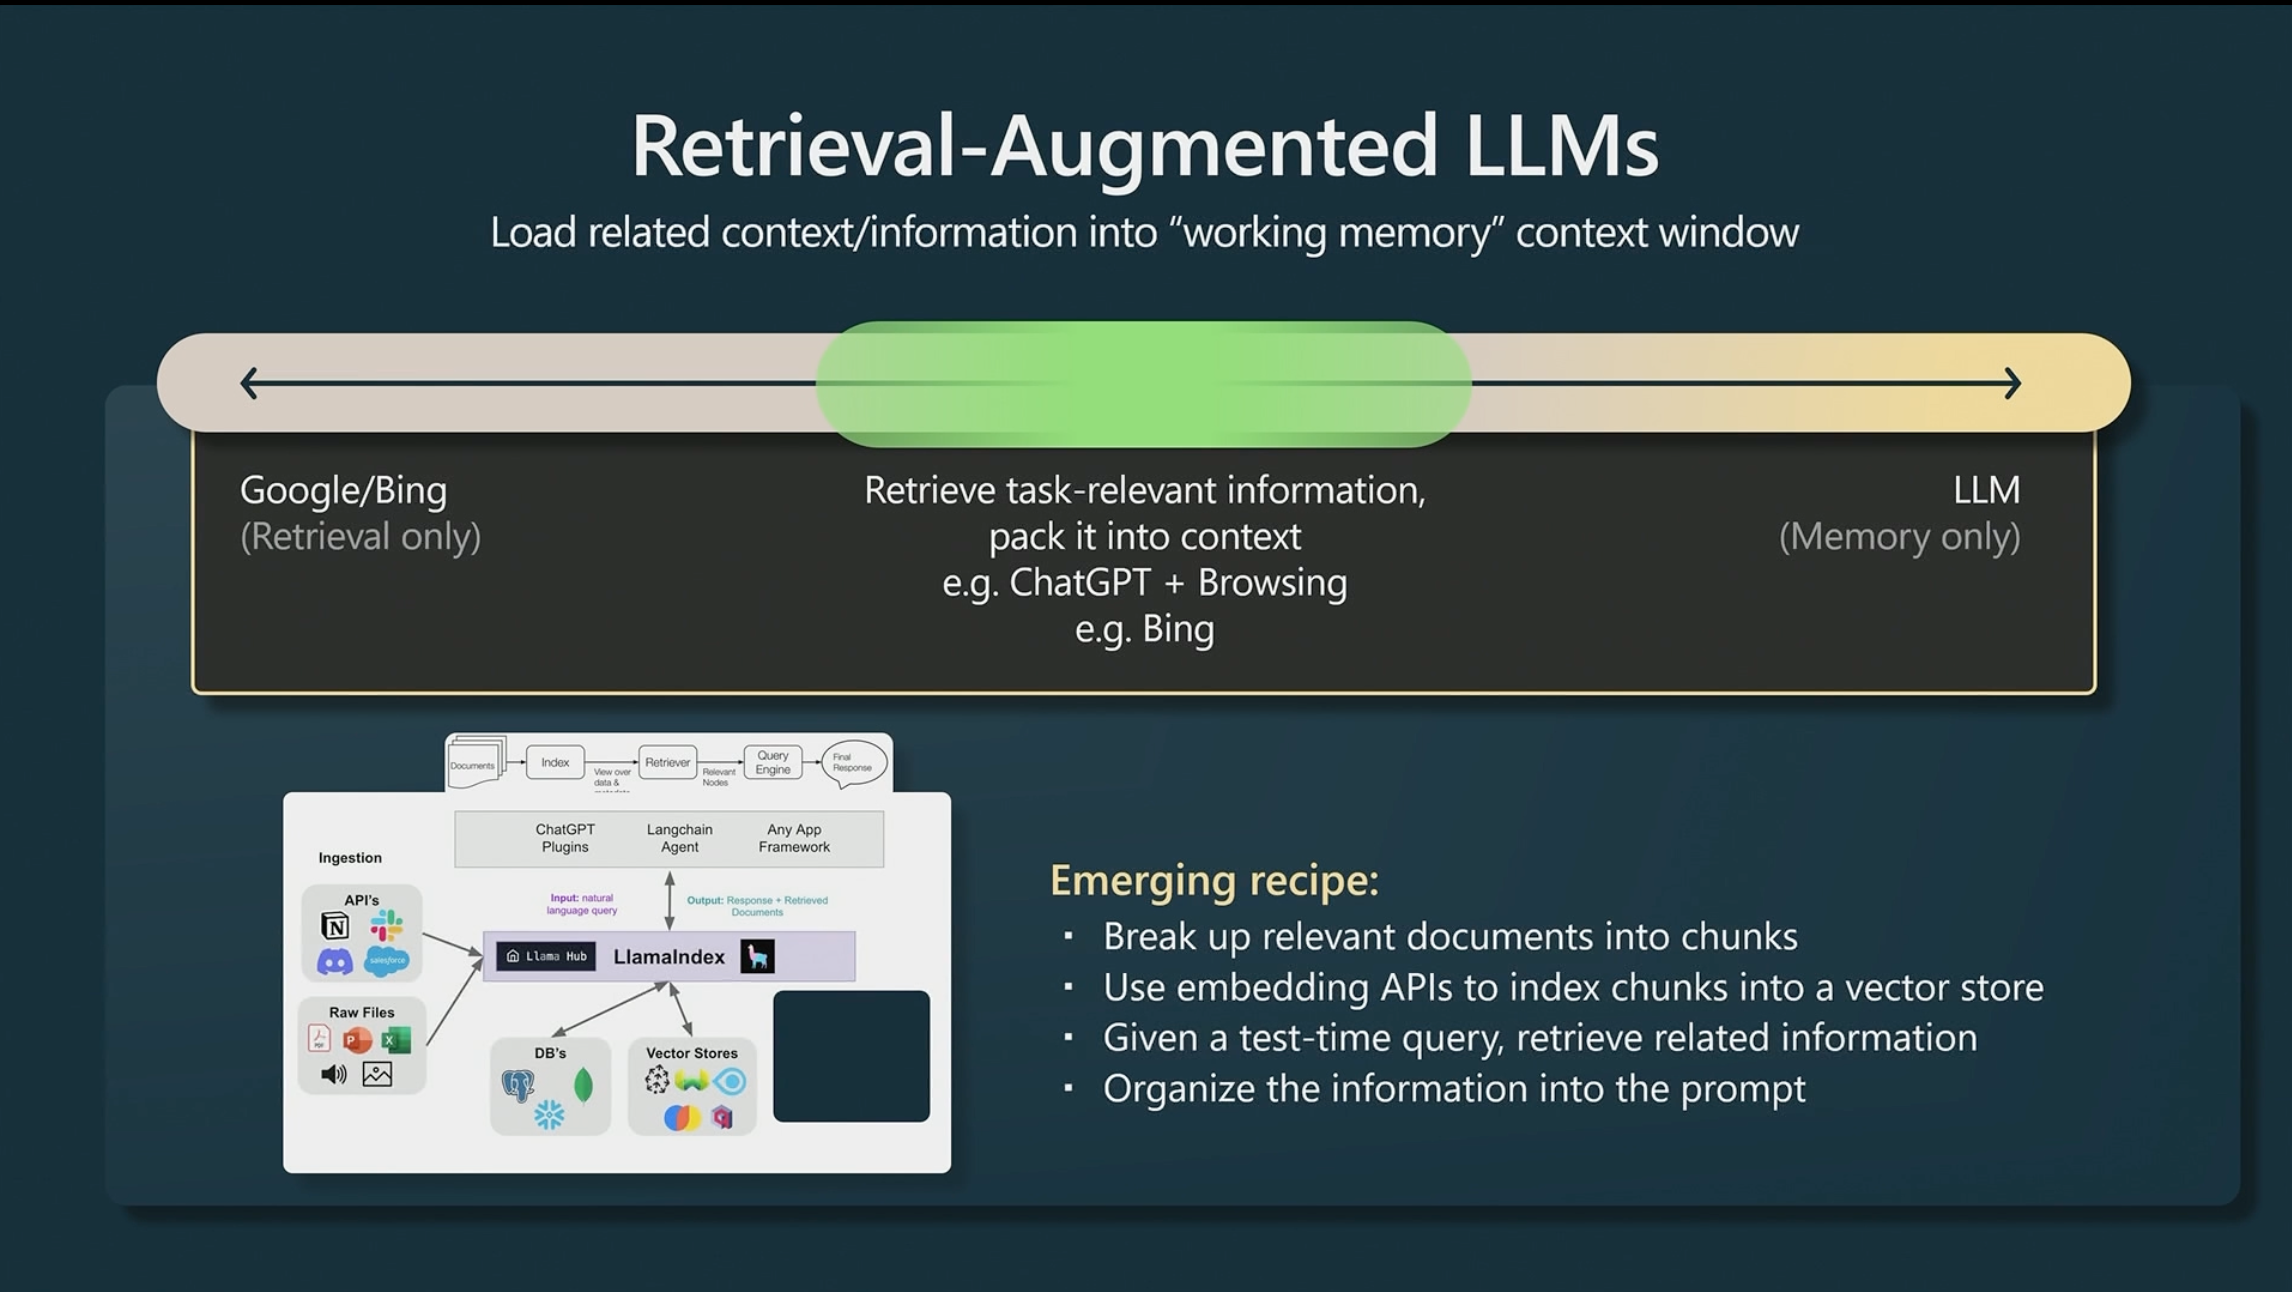 Retrieval-Augmented LLMs
Load related context/information into “working memory” context window
Google/Bing
(Retrieval only)
Retrieve task-relevant information,
pack it into context
e.g. ChatGPT + Browsing
e.g. Bing
LLM
(Memory only)
Documents
Index
View over
data &
Retriever
Relevant
Nodes
Query
Engine
Final
Response
ChatGPT
Plugins
Langchain
Agent
Any App
Framework
Ingestion
API's
N
salesforce
Input: natural
language query
Output: Response + Retrieved
Documents
Llama Hub
LlamaIndex
Raw Files
PDF
P
X
DB's
Vector Stores
Emerging recipe:
▪ Break up relevant documents into chunks
▪ Use embedding APIs to index chunks into a vector store
▪ Given a test-time query, retrieve related information
▪ Organize the information into the prompt